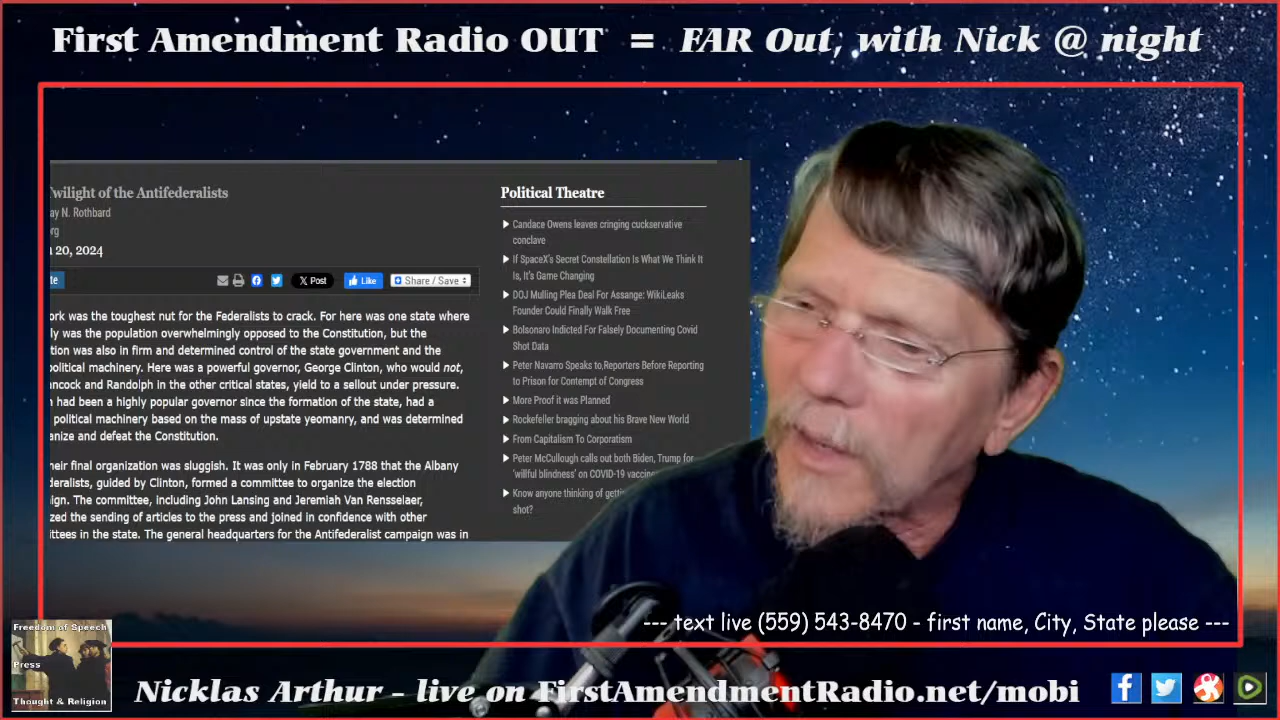 First Amendment Radio OUT = FAR Out, with Nick @ night
wilight of the Antifederalists
ay N. Rothbard
rg
20, 2024
Post
Like
Share / Save
ork was the toughest nut for the Federalists to crack. For here was one state where
ly was the population overwhelmingly opposed to the Constitution, but the
tion was also in firm and determined control of the state government and the
political machinery. Here was a powerful governor, George Clinton, who would not,
ncock and Randolph in the other critical states, yield to a sellout under pressure.
had been a highly popular governor since the formation of the state, had a
political machinery based on the mass of upstate yeomanry, and was determined
anize and defeat the Constitution.
heir final organization was sluggish. It was only in February 1788 that the Albany
deralists, guided by Clinton, formed a committee to organize the election
ign. The committee, including John Lansing and Jeremiah Van Rensselaer,
zed the sending of articles to the press and joined in confidence with other
ittees in the state. The general headquarters for the Antifederalist campaign was in
Political Theatre
Candace Owens leaves cringing cuckservative
conclave
If SpaceX's Secret Constellation Is What We Think It
Is, It's Game Changing
DOJ Mulling Plea Deal For Assange: WikiLeaks
Founder Could Finally Walk Free
Bolsonaro Indicted For Falsely Documenting Covid
Shot Data
Peter Navarro Speaks to Reporters Before Reporting
to Prison for Contempt of Congress
More Proof it was Planned
Rockefeller bragging about his Brave New World
From Capitalism To Corporatism
Peter McCullough calls out both Biden, Trump for
'willful blindness' on COVID-19 vaccin
Know anyone thinking of getti
shot?
--- text live (559) 543-8470 - first name, City, State please ---
Freedom of Speech
Press
Thought & Religion
Nicklas Arthur - live on FirstAmendmentRadio.net/mobi